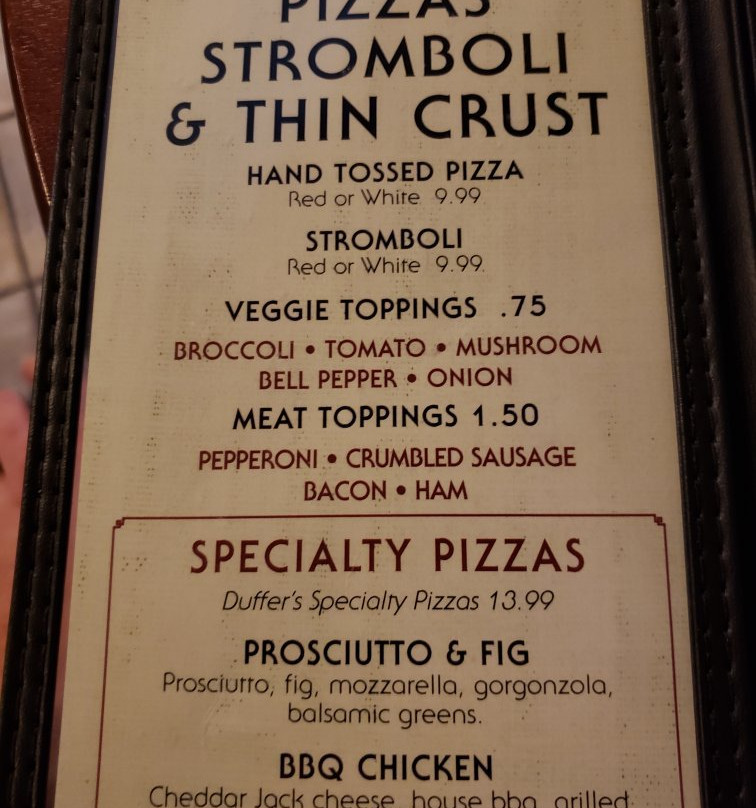 PIZZAS
STROMBOLI
& THIN CRUST
HAND TOSSED PIZZA
Red or White 9.99
STROMBOLI
Red or White 9.99
VEGGIE TOPPINGS .75
BROCCOLI • TOMATO • MUSHROOM
BELL PEPPER • ONION
MEAT TOPPINGS 1.50
PEPPERONI • CRUMBLED SAUSAGE
BACON • HAM
SPECIALTY PIZZAS
Duffer's Specialty Pizzas 13.99
PROSCIUTTO & FIG
Prosciutto, fig, mozzarella, gorgonzola,
balsamic greens.
BBQ CHICKEN
Cheddar Jack cheese, house bbq, grilled